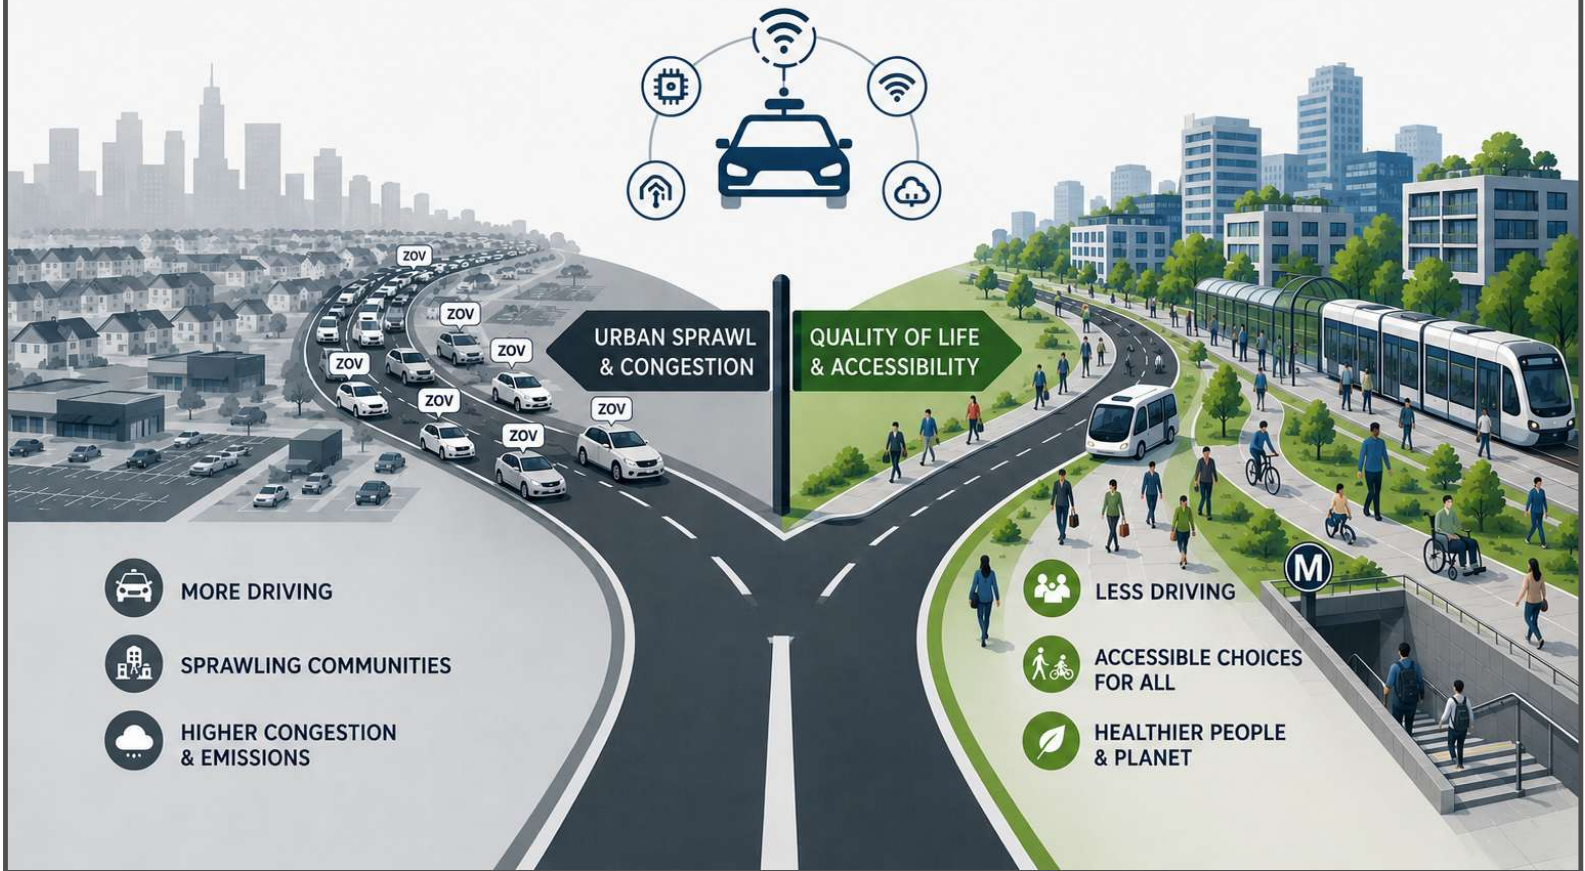 ZOV
ZOV
ZOV
ZOV
ZOV
ZOV
ZOV
URBAN SPRAWL
& CONGESTION
QUALITY OF LIFE
& ACCESSIBILITY
MORE DRIVING
SPRAWLING COMMUNITIES
HIGHER CONGESTION
& EMISSIONS
M
LESS DRIVING
ACCESSIBLE CHOICES
FOR ALL
HEALTHIER PEOPLE
& PLANET